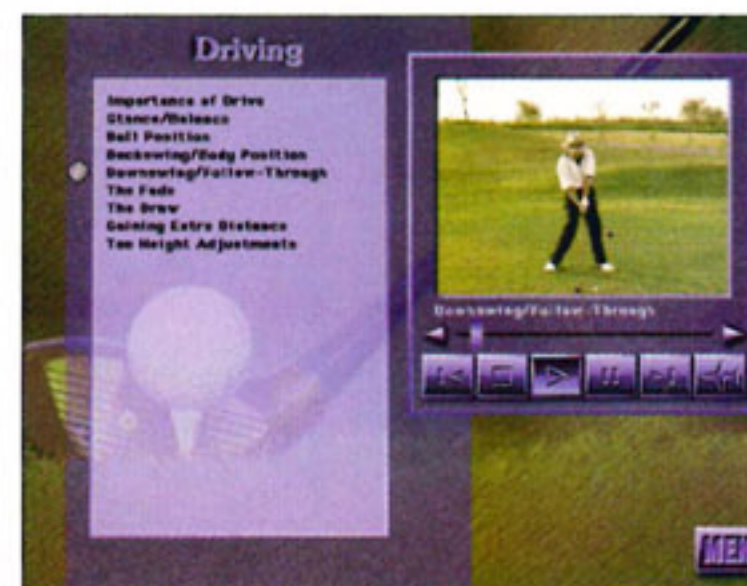 Driving
Importance of Drive
Stance/Balance
Ball Position
Backswing/Body Position
Downswing/Follow-Through
The Fade
The Draw
Gaining Extra Distance
Tee Height Adjustments
Downswing/Follow-Through
MEN